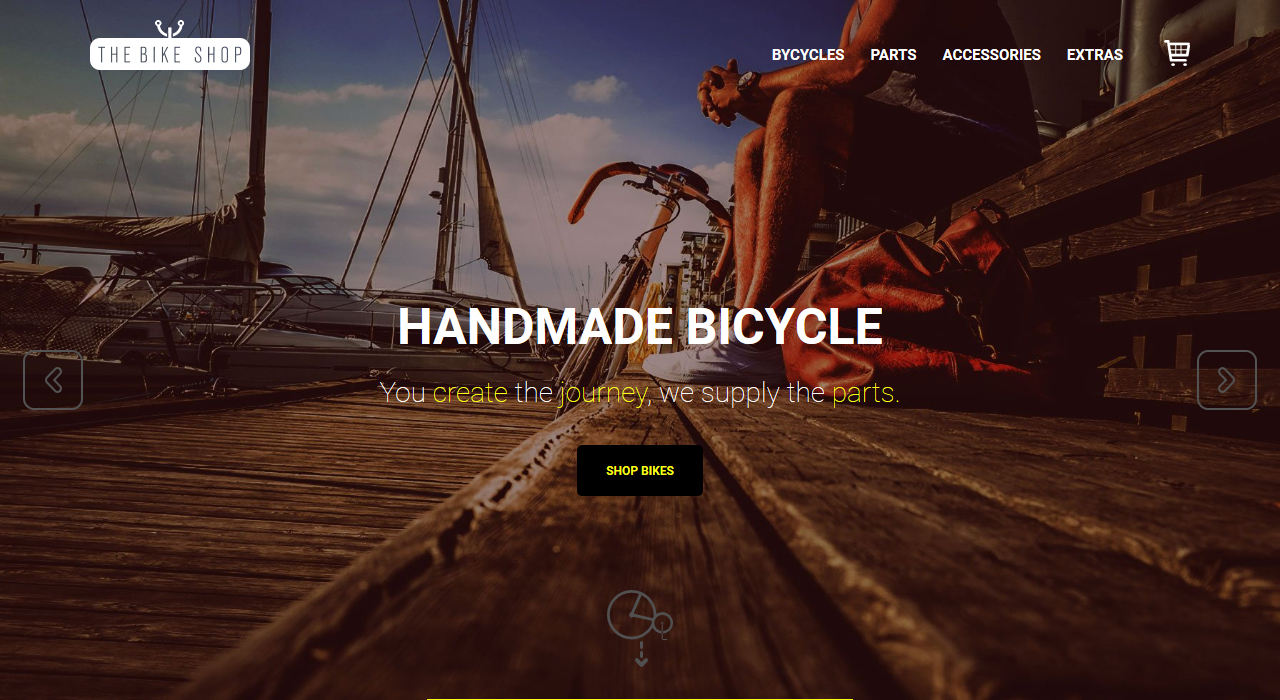 THE BIKE SHOP
BYCYCLES PARTS ACCESSORIES EXTRAS
HANDMADE BICYCLE
You create the journey, we supply the parts.
SHOP BIKES